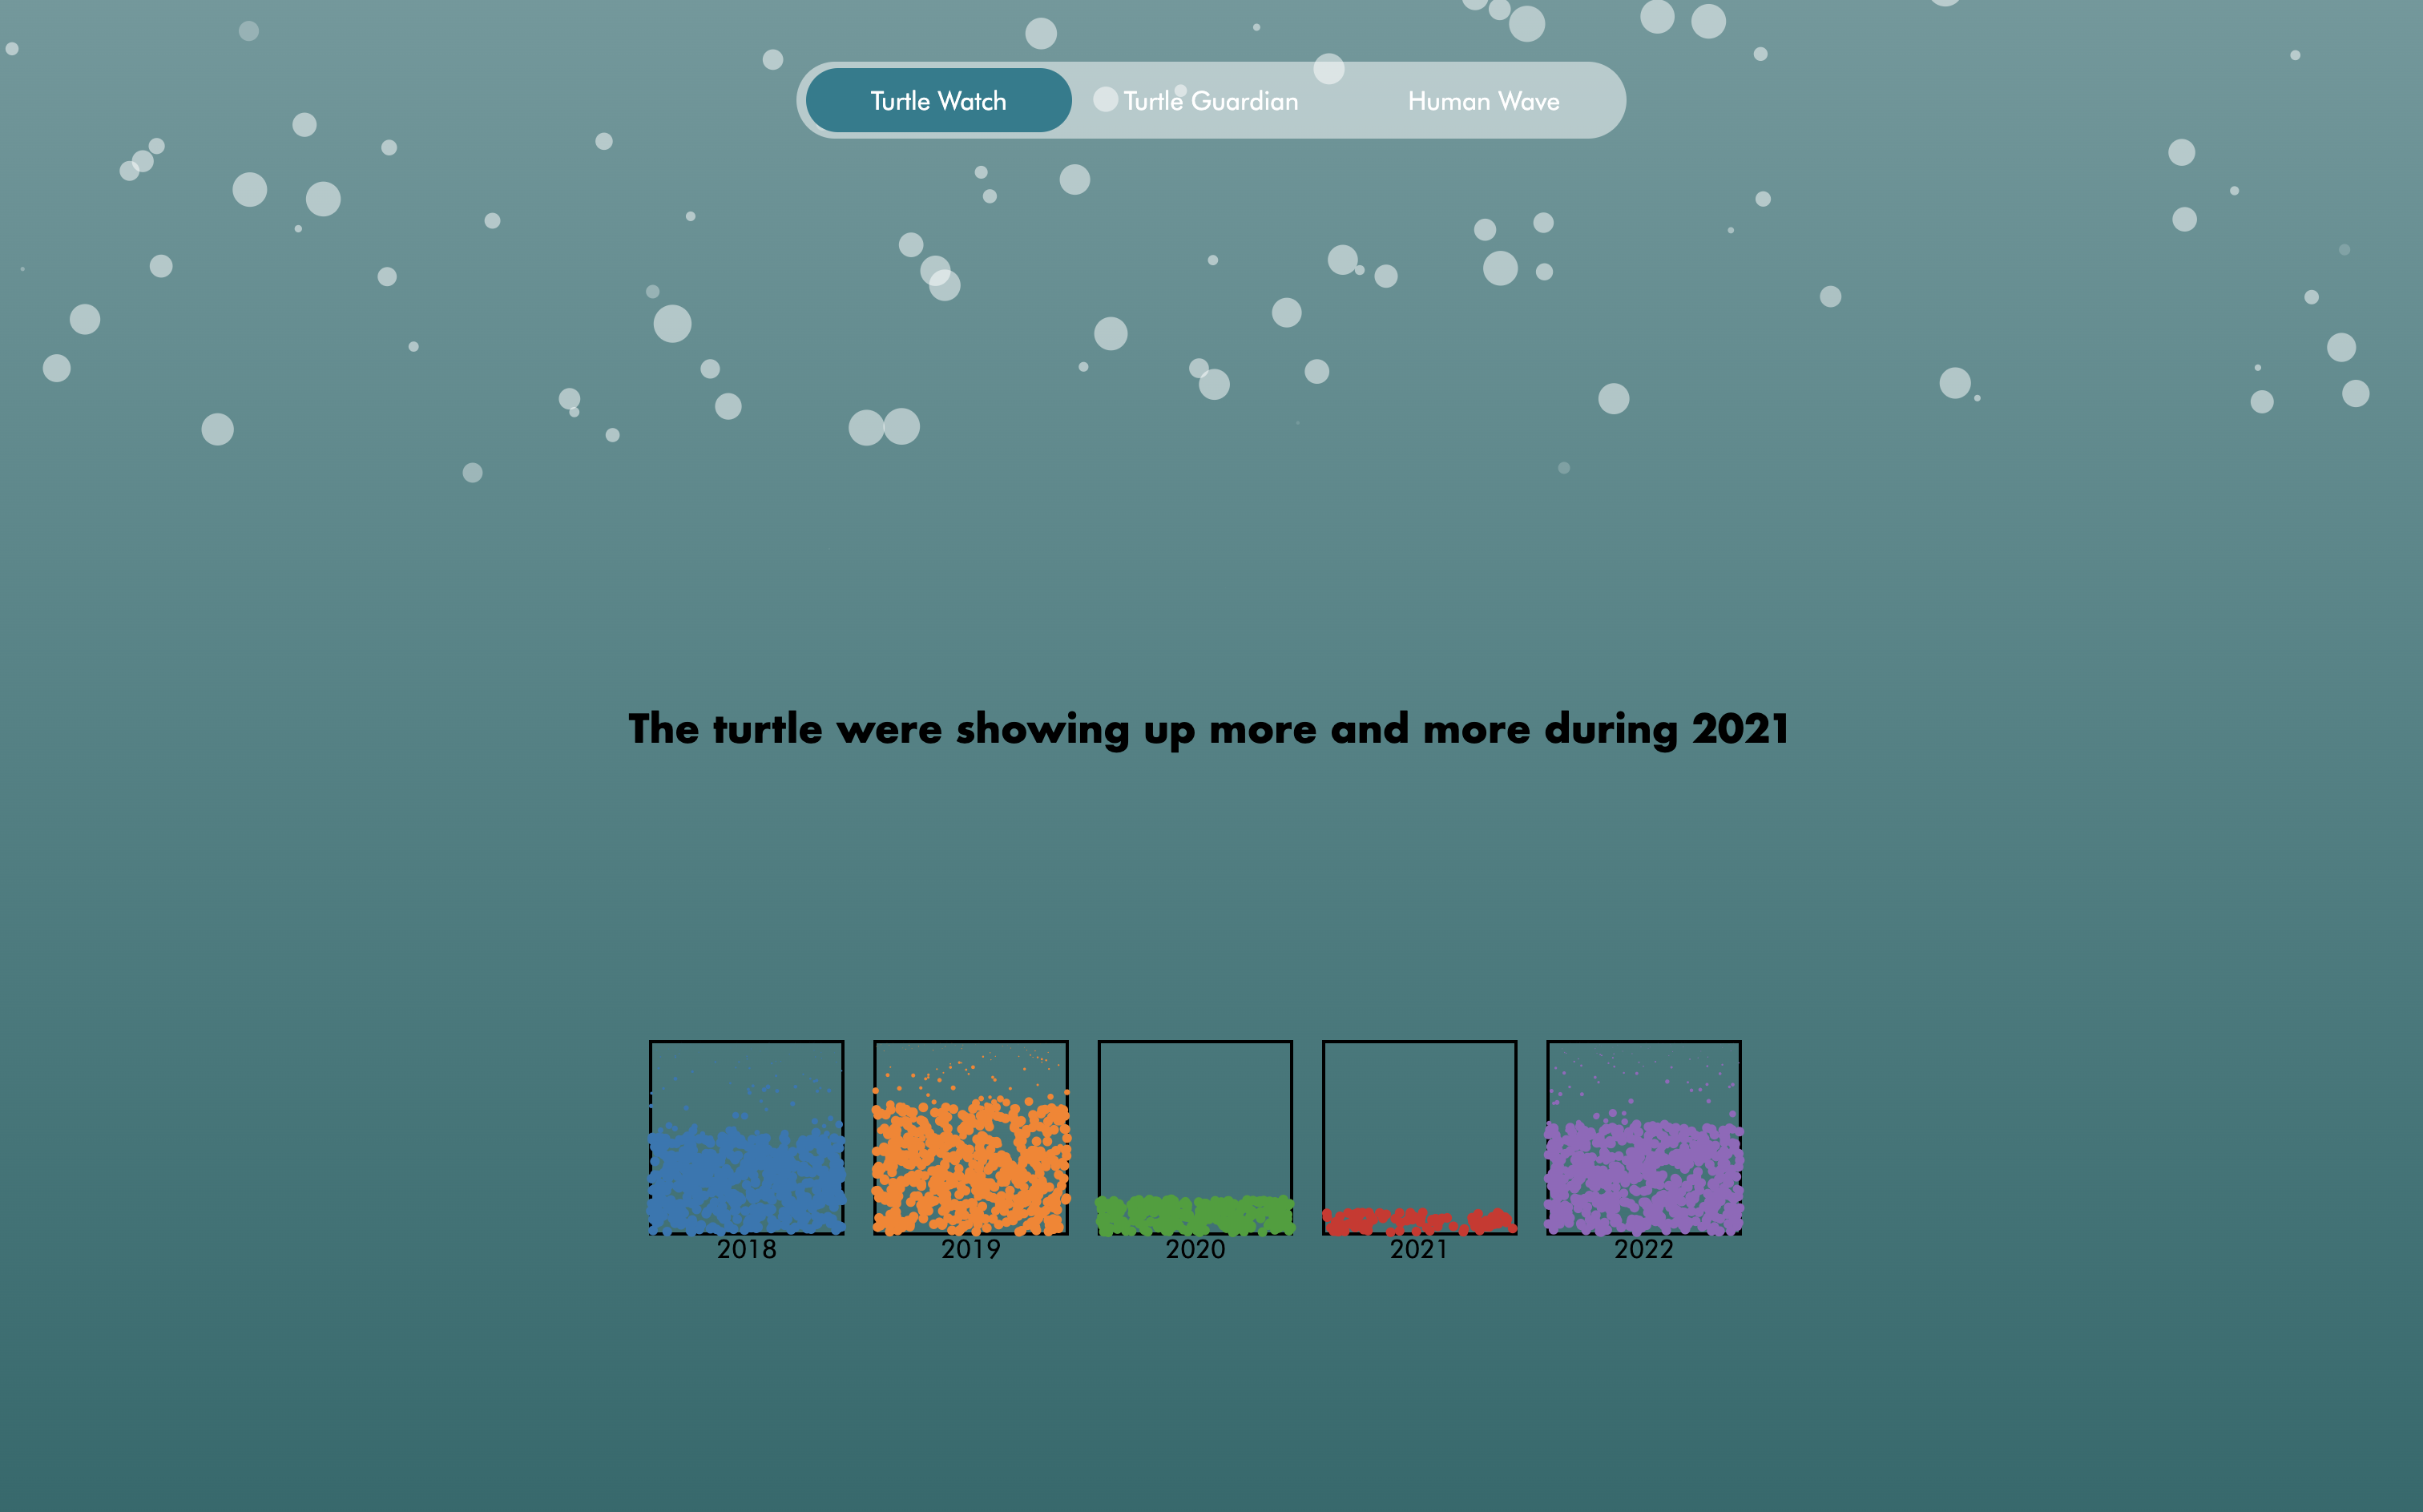 Turtle Watch Turtle Guardian Human Wave
The turtle were showing up more and more during 2021
2018 2019 2020 2021 2022